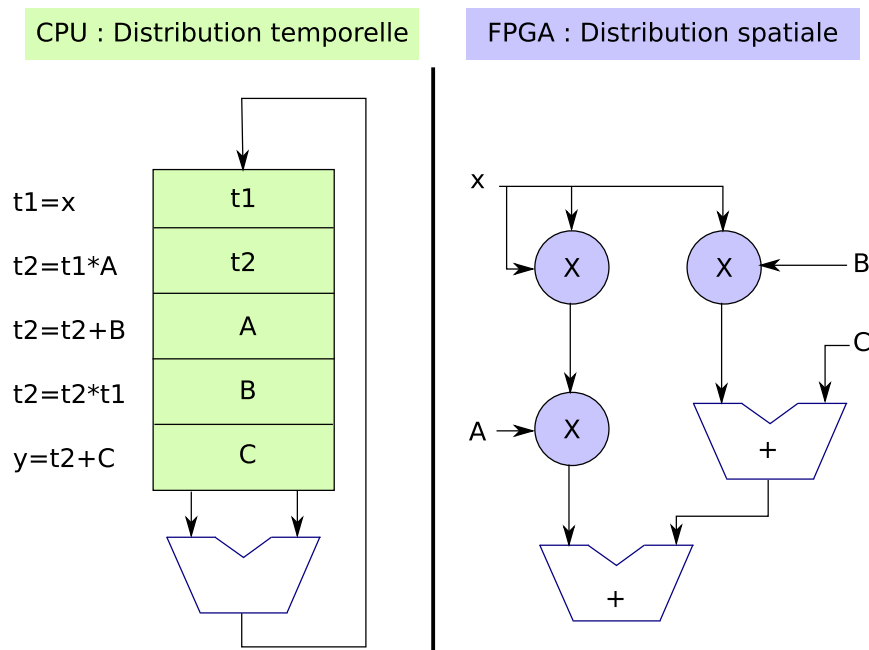 CPU : Distribution temporelle
FPGA : Distribution spatiale
t1=x
t2=t1*A
t2=t2+B
t2=t2*t1
y=t2+C
t1
t2
A
B
C
x
X
X
B
C
A
X
+
+